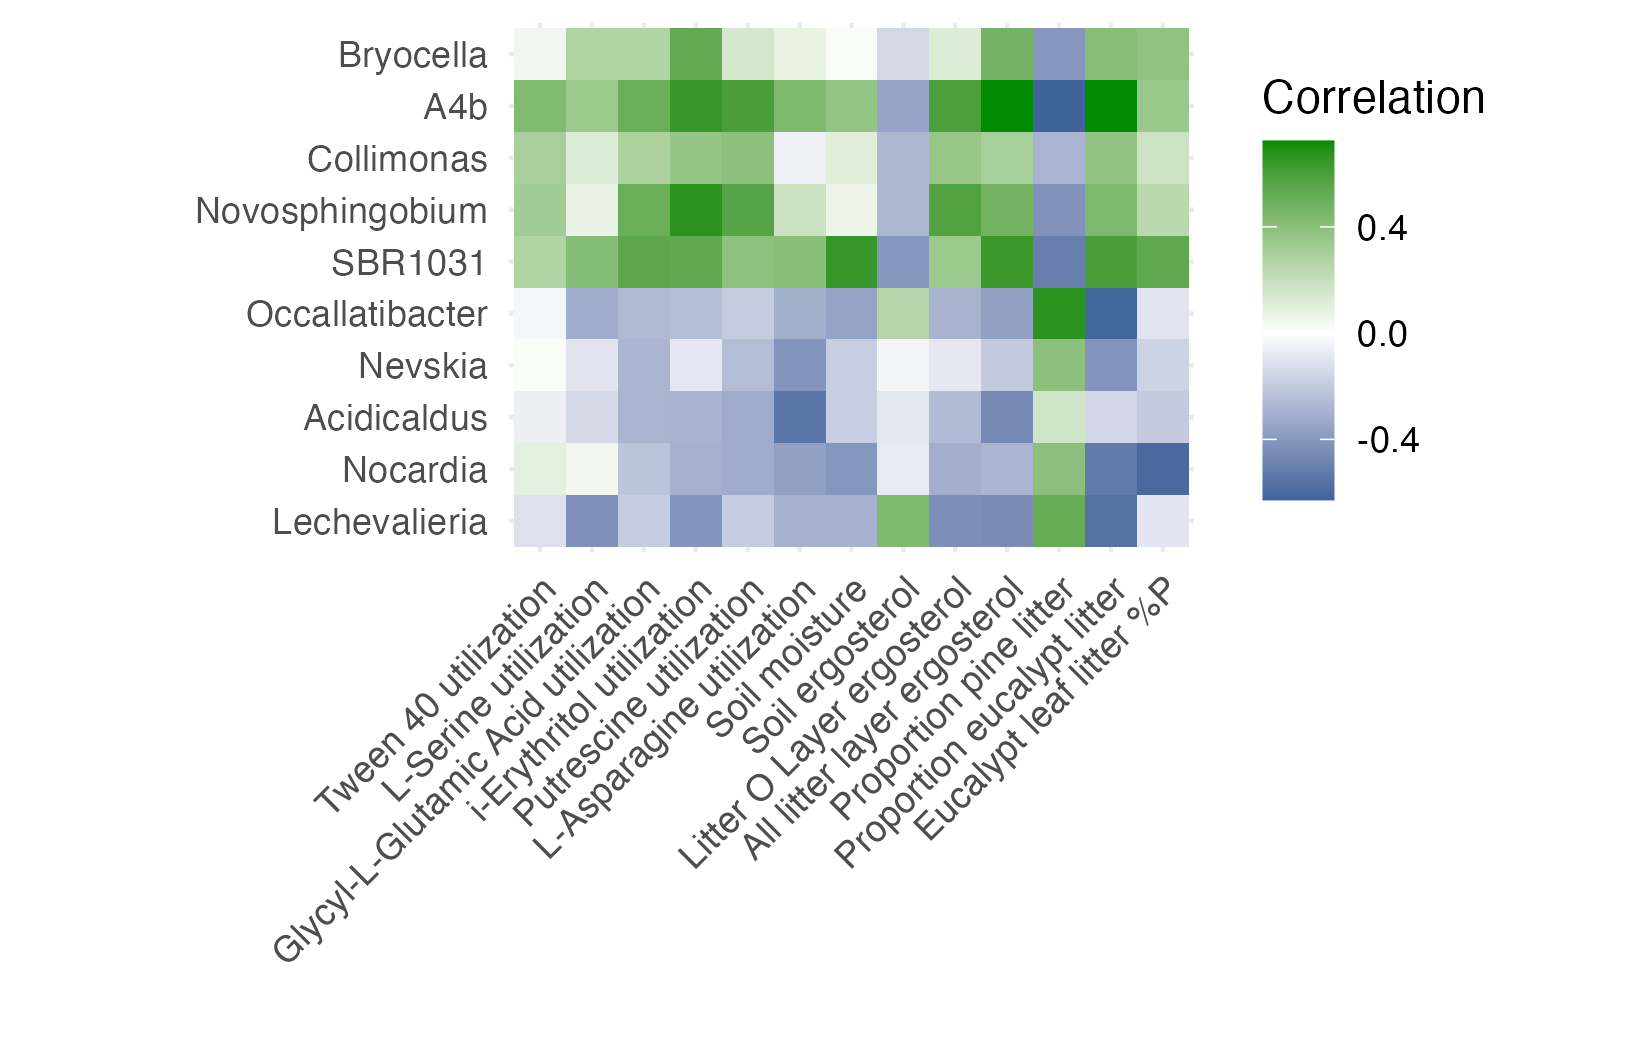 Bryocella
A4b
Collimonas
Novosphingobium
SBR1031
Occallatibacter
Nevskia
Acidicaldus
Nocardia
Lechevalieria
Tween 40 utilization
L-Serine utilization
Glycyl-L-Glutamic Acid utilization
i-Erythritol utilization
Putrescine utilization
L-Asparagine utilization
Soil moisture
Soil ergosterol
Litter O Layer ergosterol
All litter layer ergosterol
Proportion pine litter
Proportion eucalypt litter
Eucalypt leaf litter %P
Correlation
0.4
0.0
-0.4